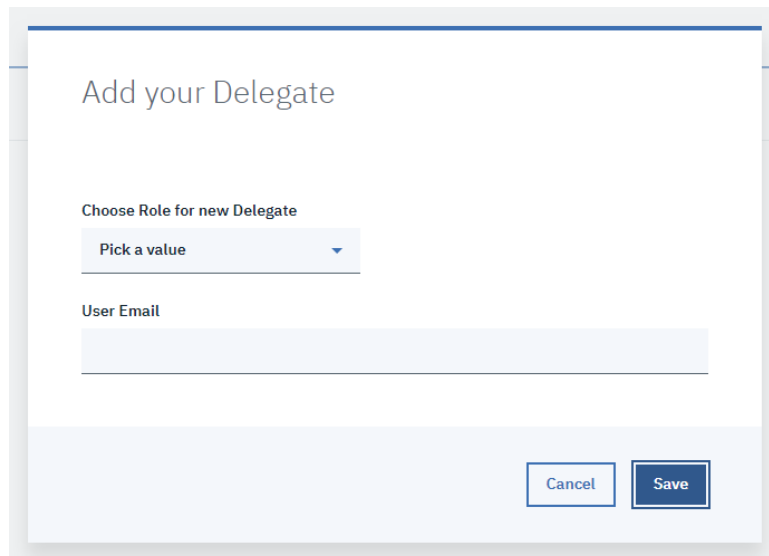 Add your Delegate
Choose Role for new Delegate
Pick a value
User Email
Cancel Save